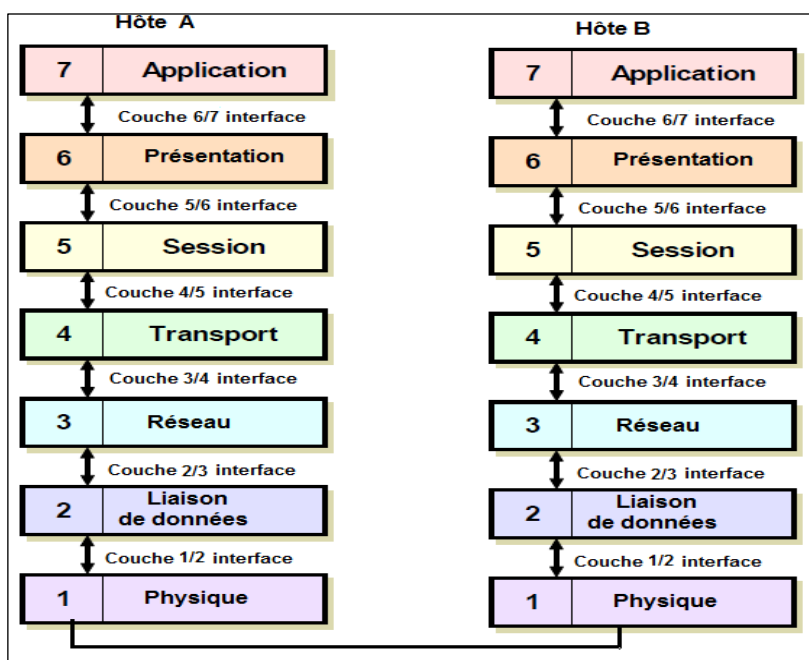 Hôte A
7 Application
Couche 6/7 interface
6 Présentation
Couche 5/6 interface
5 Session
Couche 4/5 interface
4 Transport
Couche 3/4 interface
3 Réseau
Couche 2/3 interface
2 Liaison
de données
Couche 1/2 interface
1 Physique
Hôte B
7 Application
Couche 6/7 interface
6 Présentation
Couche 5/6 interface
5 Session
Couche 4/5 interface
4 Transport
Couche 3/4 interface
3 Réseau
Couche 2/3 interface
2 Liaison
de données
Couche 1/2 interface
1 Physique